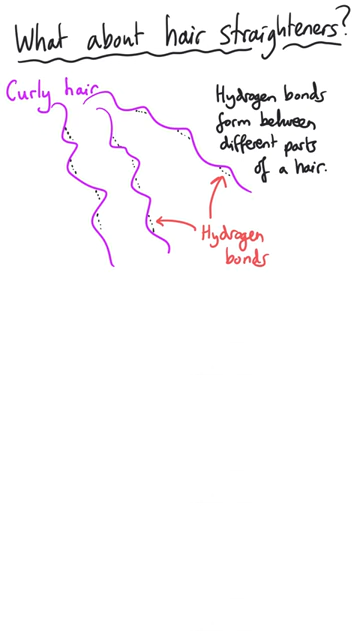 What about hair straighteners?
Curly hair
Hydrogen bonds
form between
different parts
of a hair.
Hydrogen
bonds